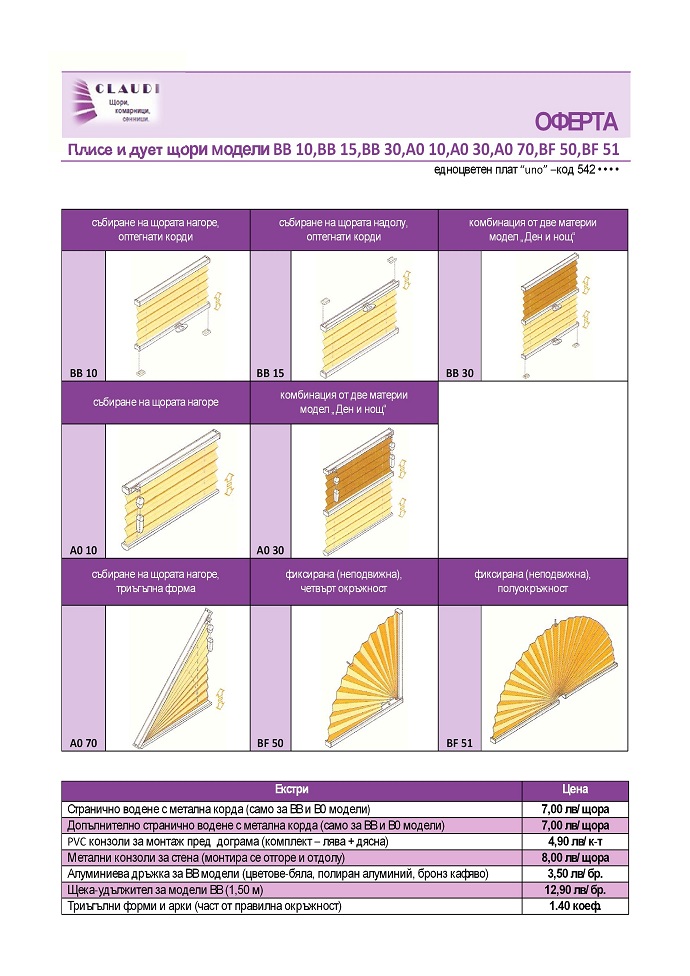 CLAUDI
Щори,
комарници,
сенници.
ОФЕРТА
Плисе и дует щори модели BB 10,BB 15,BB 30,A0 10,A0 30,A0 70,BF 50,BF 51
едноцветен плат “uno” –код 542 ••••
събиране на щората нагоре,
оптегнати корди
събиране на щората надолу,
оптегнати корди
комбинация от две материи
модел „Ден и нощ“
BB 10
BB 15
BB 30
събиране на щората нагоре
комбинация от две материи
модел „Ден и нощ“
A0 10
A0 30
събиране на щората нагоре,
триъгълна форма
фиксирана (неподвижна),
четвърт окръжност
фиксирана (неподвижна),
полуокръжност
A0 70
BF 50
BF 51
Екстри Цена
Странично водене с метална корда (само за BB и B0 модели) 7,00 лв/ щора
Допълнително странично водене с метална корда (само за BB и B0 модели) 7,00 лв/ щора
PVC конзоли за монтаж пред дограма (комплект – лява + дясна) 4,90 лв/ к-т
Метални конзоли за стена (монтира се отгоре и отдолу) 8,00 лв/ щора
Алуминиева дръжка за BB модели (цветове-бяла, полиран алуминий, бронз кафяво) 3,50 лв/ бр.
Щека-удължител за модели BB (1,50 м) 12,90 лв/ бр.
Триъгълни форми и арки (част от правилна окръжност) 1.40 коеф.